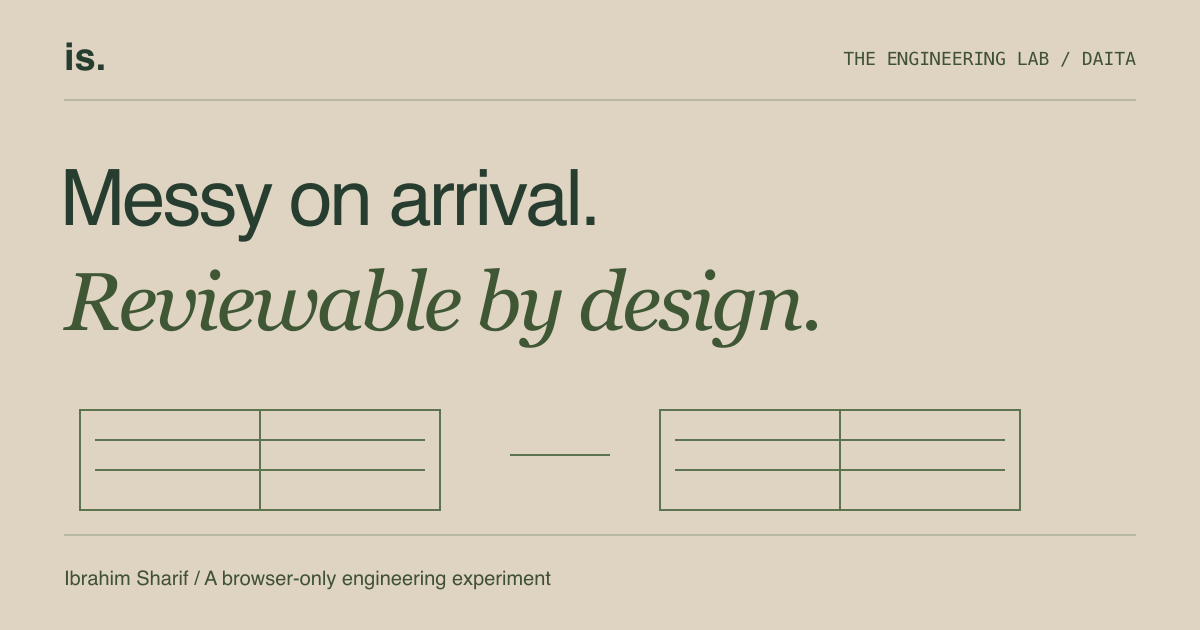 is.
THE ENGINEERING LAB / DAITA
Messy on arrival.
Reviewable by design.
Ibrahim Sharif / A browser-only engineering experiment